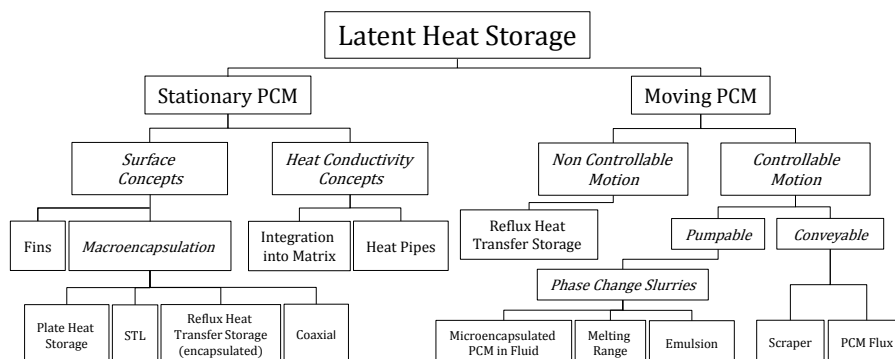 Latent Heat Storage
Stationary PCM
Moving PCM
Surface
Concepts
Heat Conductivity
Concepts
Non Controllable
Motion
Controllable
Motion
Fins
Macroencapsulation
Integration
into Matrix
Heat Pipes
Reflux Heat
Transfer Storage
Pumpable
Conveyable
Phase Change Slurries
Plate Heat
Storage
STL
Reflux Heat
Transfer Storage
(encapsulated)
Coaxial
Microencapsulated
PCM in Fluid
Melting
Range
Emulsion
Scraper
PCM Flux